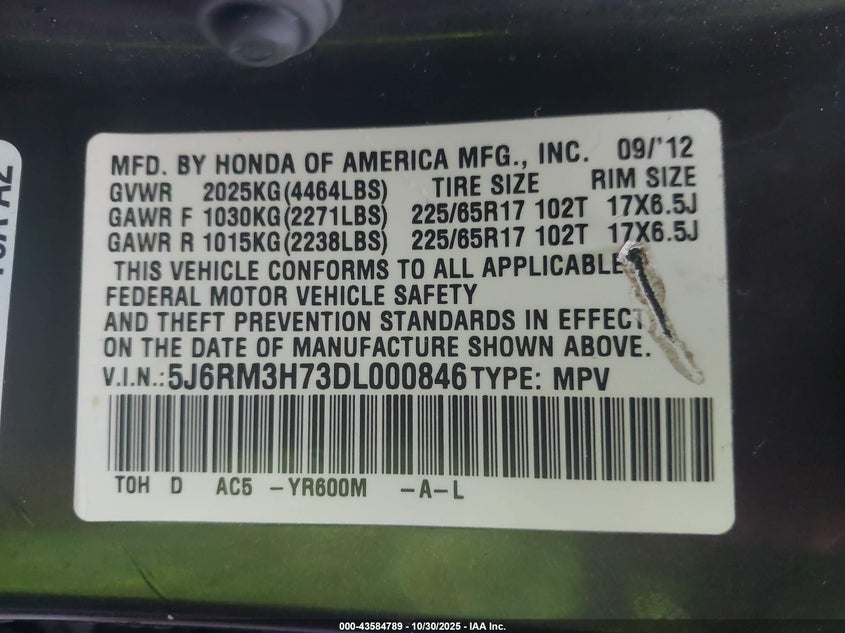 MFD. BY HONDA OF AMERICA MFG., INC. 09/'12
GVWR 2025KG(4464LBS) TIRE SIZE RIM SIZE
GAWR F 1030KG(2271LBS) 225/65R17 102T 17X6.5J
GAWR R 1015KG(2238LBS) 225/65R17 102T 17X6.5J
THIS VEHICLE CONFORMS TO ALL APPLICABLE
FEDERAL MOTOR VEHICLE SAFETY
AND THEFT PREVENTION STANDARDS IN EFFECT
ON THE DATE OF MANUFACTURE SHOWN ABOVE.
V.I.N.: 5J6RM3H73DL000846 TYPE: MPV
TOH D AC5 -YR600M -A-L
000-43584789 - 10/30/2025 - IAA Inc.